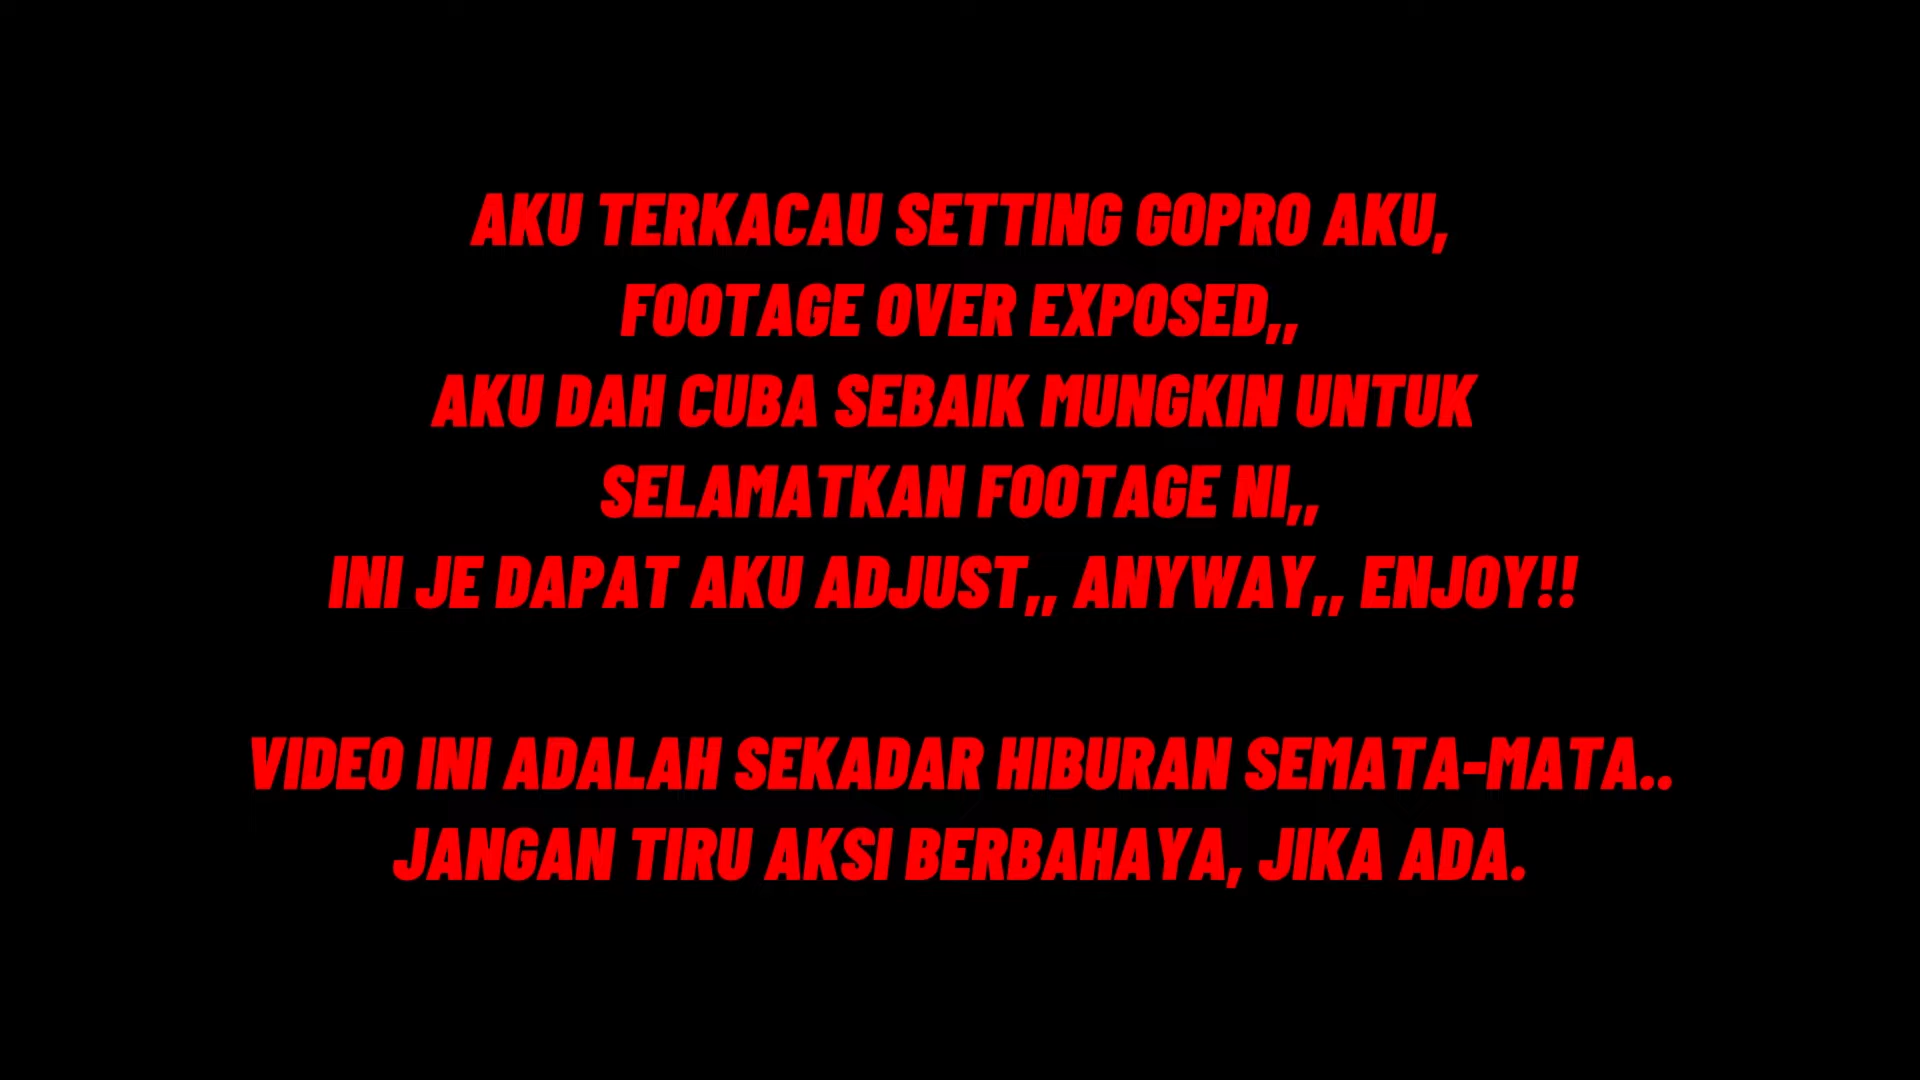 AKU TERKACAU SETTING GOPRO AKU,
FOOTAGE OVER EXPOSED,,
AKU DAH CUBA SEBAIK MUNGKIN UNTUK
SELAMATKAN FOOTAGE NI,,
INI JE DAPAT AKU ADJUST,, ANYWAY,, ENJOY!!
VIDEO INI ADALAH SEKADAR HIBURAN SEMATA-MATA..
JANGAN TIRU AKSI BERBAHAYA, JIKA ADA.